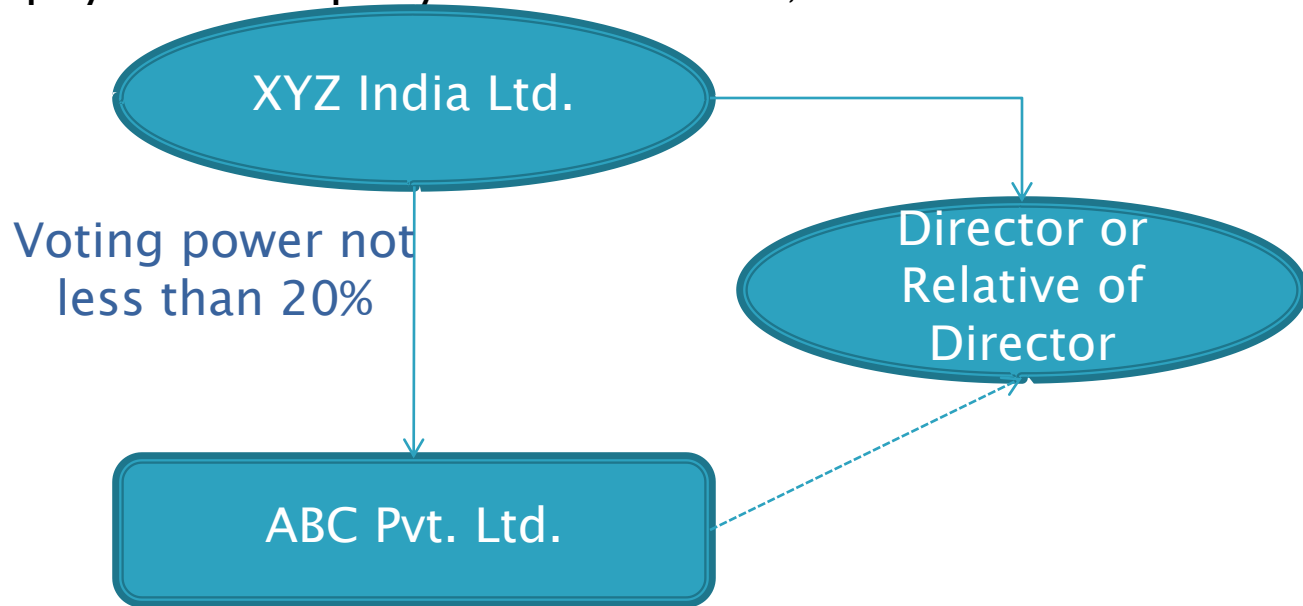 XYZ India Ltd.
Voting power not
less than 20%
Director or
Relative of
Director
ABC Pvt. Ltd.